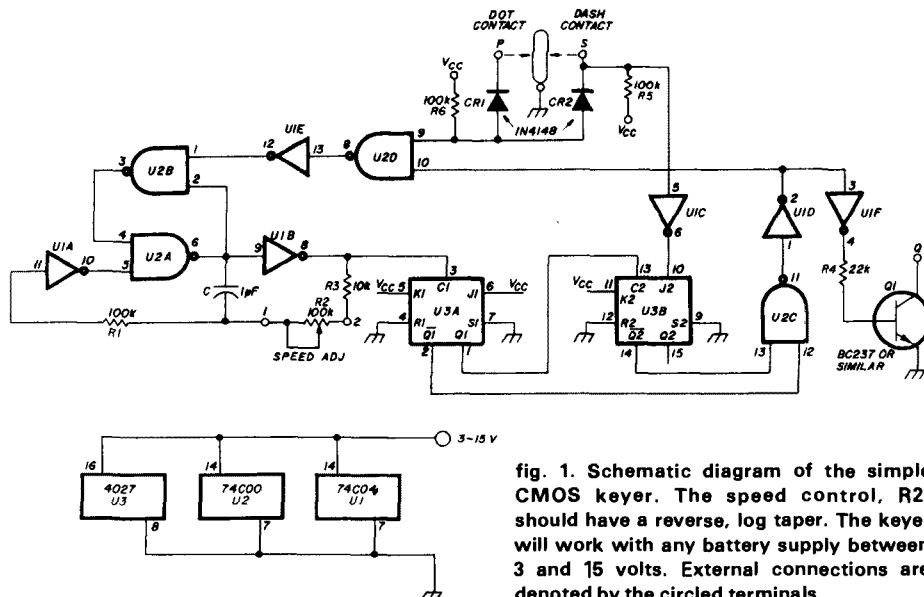 DOT
CONTACT
DASH
CONTACT
P
S
VCC
100k
R6
CR1
CR2
1N4148
100k
R5
VCC
U1E
12
13
8
U2D
9
10
3
U2B
1
2
4
U2A
6
5
U1A
11
10
9
U1B
8
C
1µF
R3
10k
R2
100k
1
2
SPEED ADJ
100k
R1
3
C1
VCC
5
K1
J1
6
VCC
U3A
4
R1
S1
7
Q1
Q1
2
1
5
U1C
6
13
10
C2
J2
VCC
11
K2
U3B
12
R2
S2
9
Q2
Q2
14
15
2
U1D
1
11
U2C
13
12
3
U1F
4
R4
22k
Q
Q1
BC237 OR
SIMILAR
3-15 V
16
4027
U3
8
14
74C00
U2
7
14
74C04
U1
7
fig. 1. Schematic diagram of the simple
CMOS keyer. The speed control, R2,
should have a reverse, log taper. The keyer
will work with any battery supply between
3 and 15 volts. External connections are
denoted by the circled terminals.